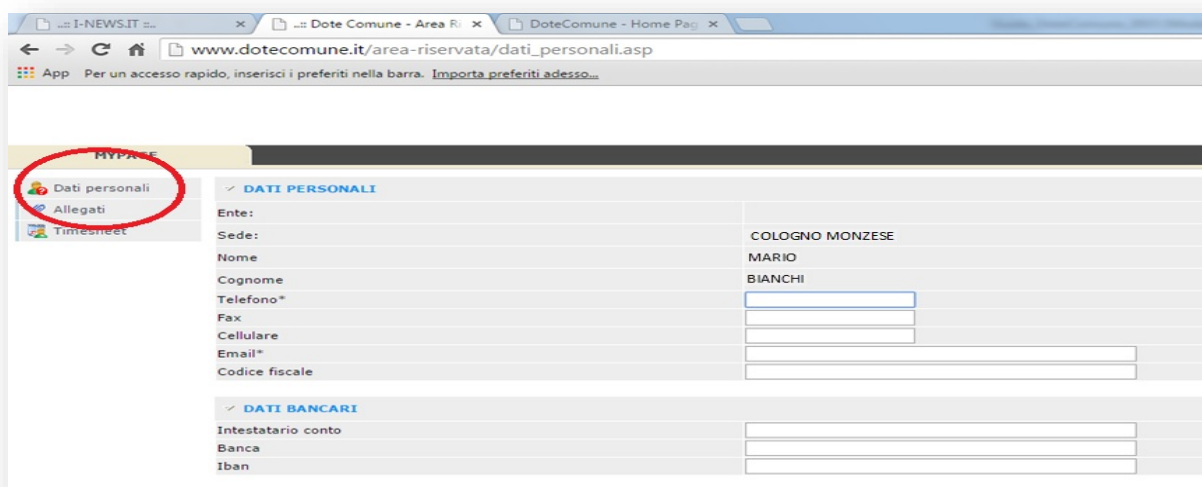 ..:: I-NEWS.IT ::..
..:: Dote Comune - Area Ri
DoteComune - Home Pag
www.dotecomune.it/area-riservata/dati_personali.asp
App Per un accesso rapido, inserisci i preferiti nella barra. Importa preferiti adesso...
MYPAGE
Dati personali
Allegati
Timesheet
DATI PERSONALI
Ente:
Sede: COLOGNO MONZESE
Nome MARIO
Cognome BIANCHI
Telefono*
Fax
Cellulare
Email*
Codice fiscale
DATI BANCARI
Intestatario conto
Banca
Iban